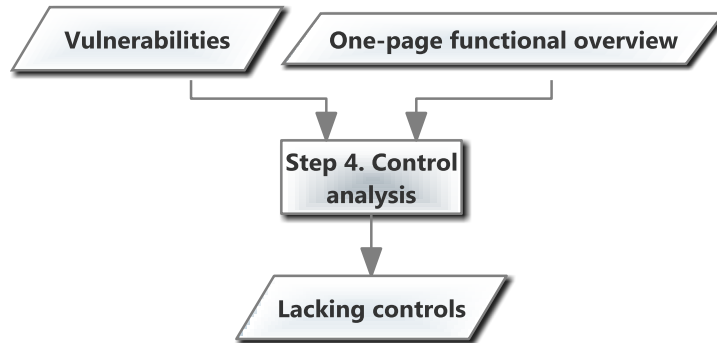 Vulnerabilities
One-page functional overview
Step 4. Control
analysis
Lacking controls